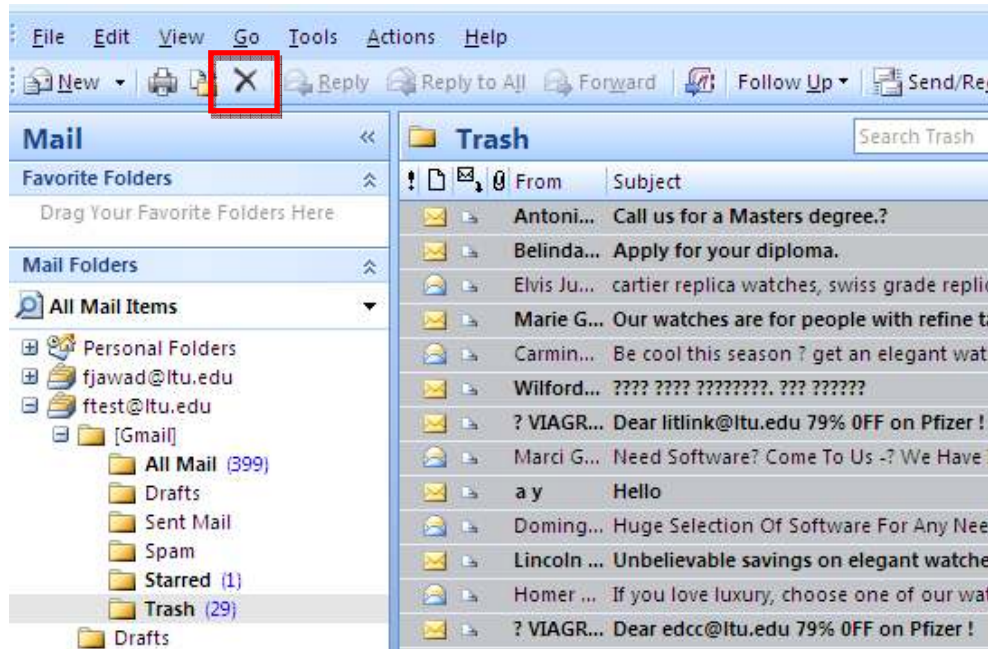 File Edit View Go Tools Actions Help
New Reply Reply to All Forward Follow Up Send/Re
Mail «
Trash
Search Trash
Favorite Folders
Drag Your Favorite Folders Here
Mail Folders
All Mail Items
Personal Folders
fjawad@ltu.edu
ftest@ltu.edu
[Gmail]
All Mail (399)
Drafts
Sent Mail
Spam
Starred (1)
Trash (29)
Drafts
! From Subject
Antoni... Call us for a Masters degree.?
Belinda... Apply for your diploma.
Elvis Ju... cartier replica watches, swiss grade replic
Marie G... Our watches are for people with refine ta
Carmin... Be cool this season ? get an elegant wat
Wilford... ???? ???? ????????. ??? ??????
? VIAGR... Dear litlink@ltu.edu 79% 0FF on Pfizer !
Marci G... Need Software? Come To Us -? We Have
a y Hello
Doming... Huge Selection Of Software For Any Nee
Lincoln ... Unbelievable savings on elegant watche
Homer ... If you love luxury, choose one of our wat
? VIAGR... Dear edcc@ltu.edu 79% 0FF on Pfizer !